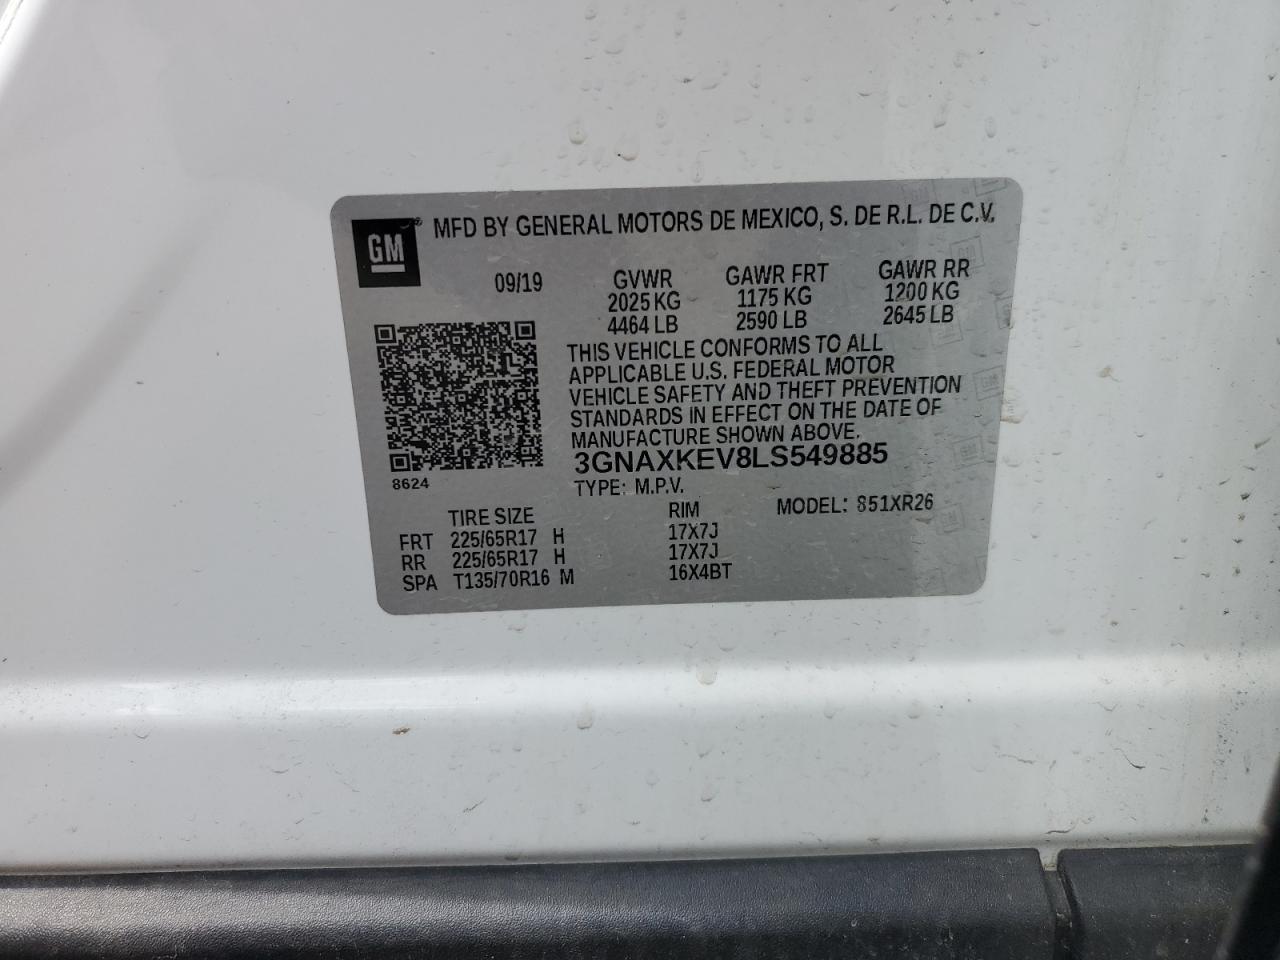 GM® MFD BY GENERAL MOTORS DE MEXICO, S. DE R.L. DE C.V.
09/19 GVWR GAWR FRT GAWR RR
2025 KG 1175 KG 1200 KG
4464 LB 2590 LB 2645 LB
THIS VEHICLE CONFORMS TO ALL
APPLICABLE U.S. FEDERAL MOTOR
VEHICLE SAFETY AND THEFT PREVENTION
STANDARDS IN EFFECT ON THE DATE OF
MANUFACTURE SHOWN ABOVE.
3GNAXKEV8LS549885
8624
TYPE: M.P.V.
MODEL: 851XR26
TIRE SIZE RIM
FRT 225/65R17 H 17X7J
RR 225/65R17 H 17X7J
SPA T135/70R16 M 16X4BT